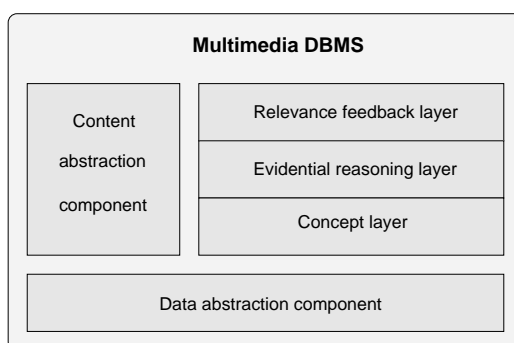 Multimedia DBMS
Content
abstraction
component
Relevance feedback layer
Evidential reasoning layer
Concept layer
Data abstraction component